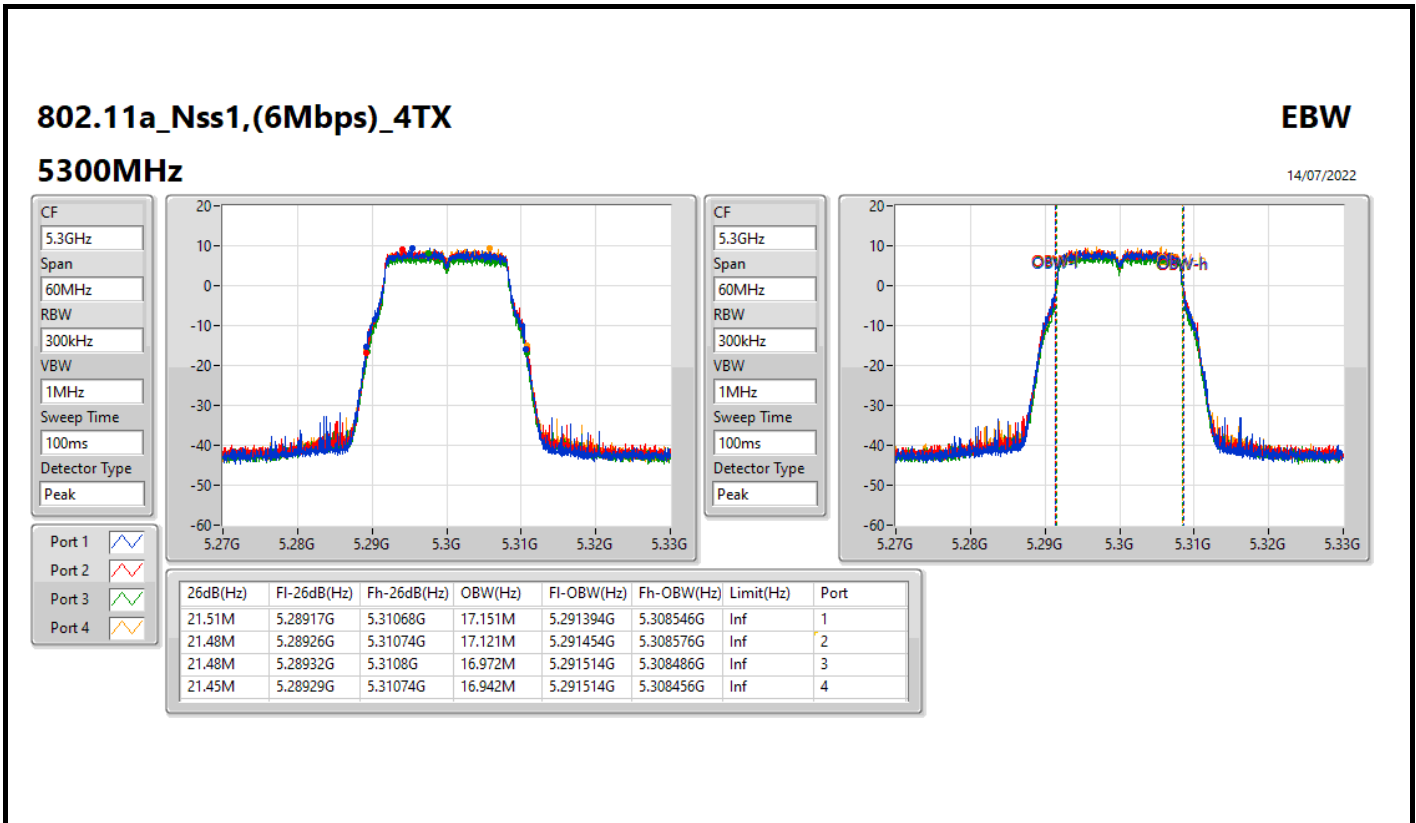 802.11a_Nss1,(6Mbps)_4TX
EBW
5300MHz
14/07/2022
CF
5.3GHz
Span
60MHz
RBW
300kHz
VBW
1MHz
Sweep Time
100ms
Detector Type
Peak
20
10
0
-10
-20
-30
-40
-50
-60
5.27G 5.28G 5.29G 5.3G 5.31G 5.32G 5.33G
CF
5.3GHz
Span
60MHz
RBW
300kHz
VBW
1MHz
Sweep Time
100ms
Detector Type
Peak
20
10
0
-10
-20
-30
-40
-50
-60
OBW-l OBW-h
5.27G 5.28G 5.29G 5.3G 5.31G 5.32G 5.33G
Port 1
Port 2
Port 3
Port 4
26dB(Hz) Fl-26dB(Hz) Fh-26dB(Hz) OBW(Hz) Fl-OBW(Hz) Fh-OBW(Hz) Limit(Hz) Port
21.51M 5.28917G 5.31068G 17.151M 5.291394G 5.308546G Inf 1
21.48M 5.28926G 5.31074G 17.121M 5.291454G 5.308576G Inf 2
21.48M 5.28932G 5.3108G 16.972M 5.291514G 5.308486G Inf 3
21.45M 5.28929G 5.31074G 16.942M 5.291514G 5.308456G Inf 4